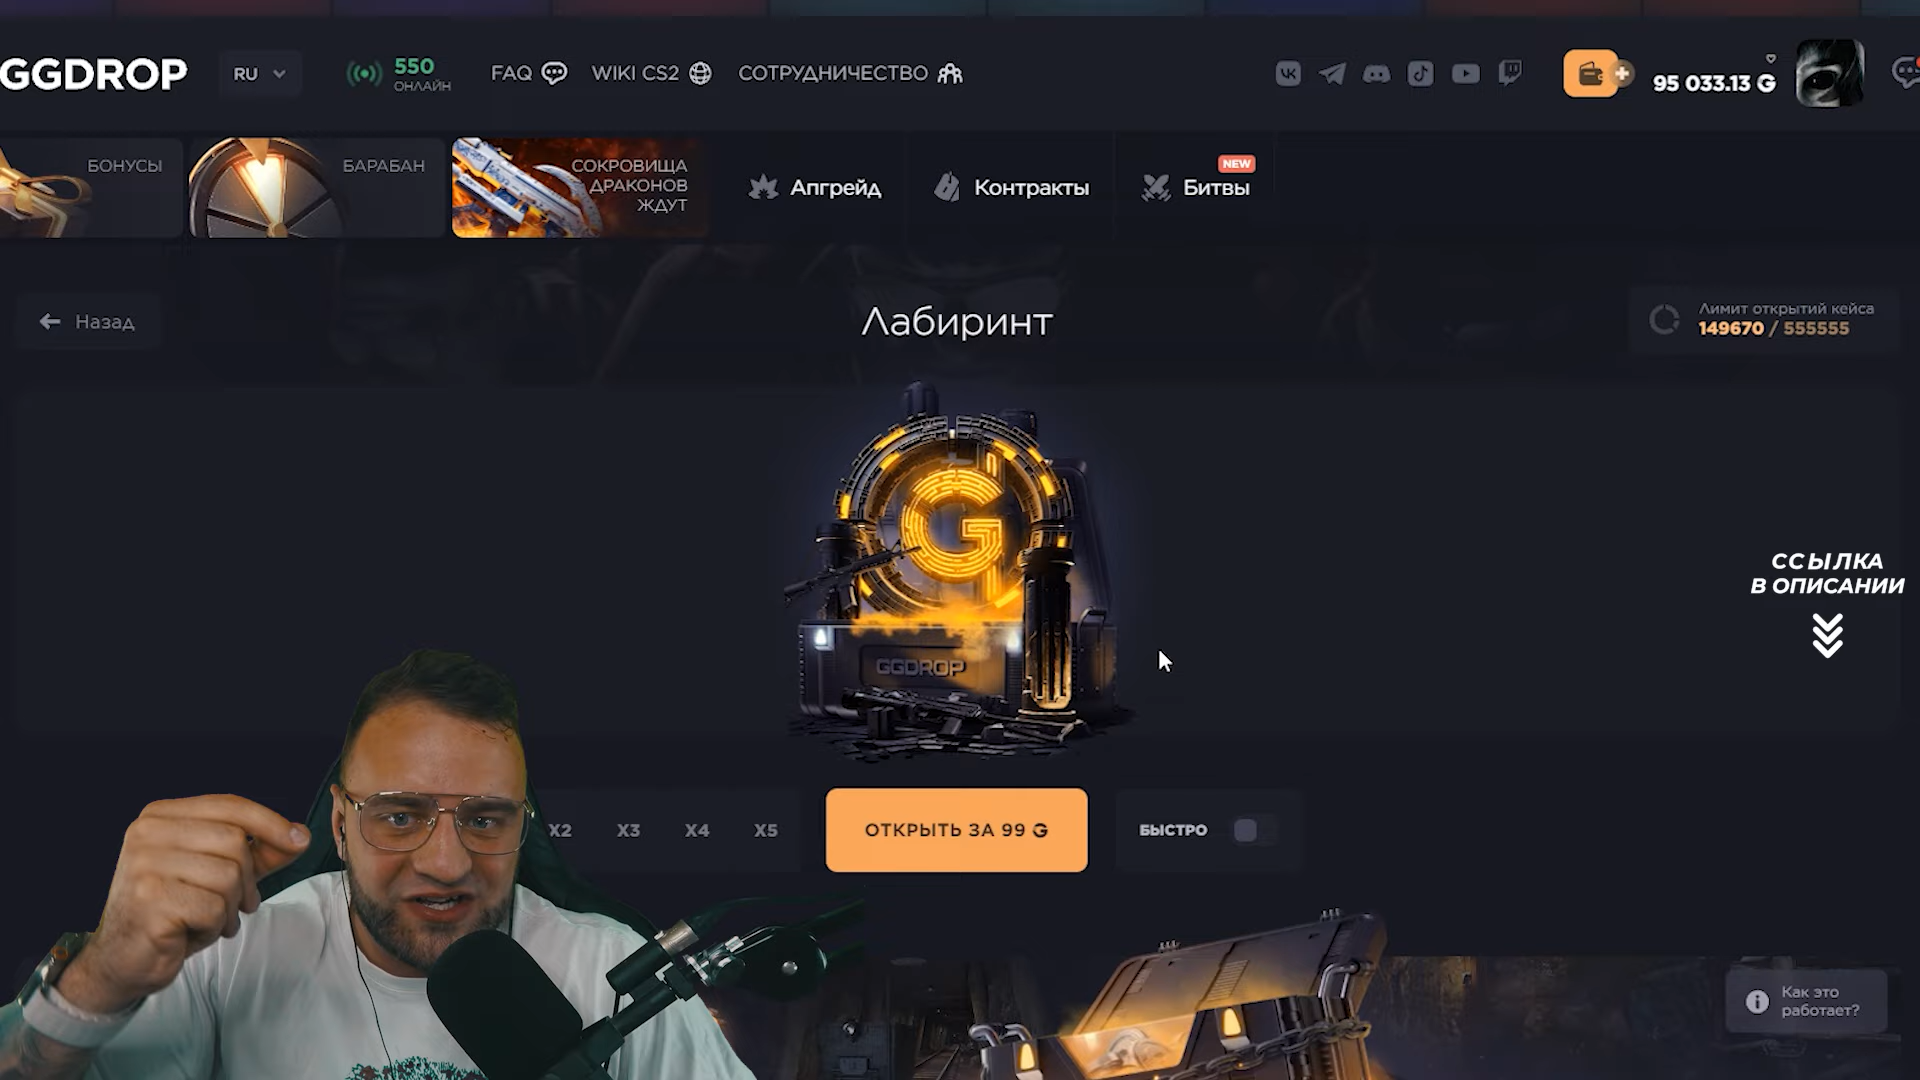 GGDROP
RU
550
ОНЛАЙН
FAQ
WIKI CS2
СОТРУДНИЧЕСТВО
95 033.13 G
БОНУСЫ
БАРАБАН
СОКРОВИЩА
ДРАКОНОВ
ЖДУТ
Апгрейд
Контракты
NEW
Битвы
Назад
Лабиринт
Лимит открытий кейса
149670 / 555555
G
GGDROP
ССЫЛКА
В ОПИСАНИИ
X2
X3
X4
X5
ОТКРЫТЬ ЗА 99 G
БЫСТРО
Как это
работает?